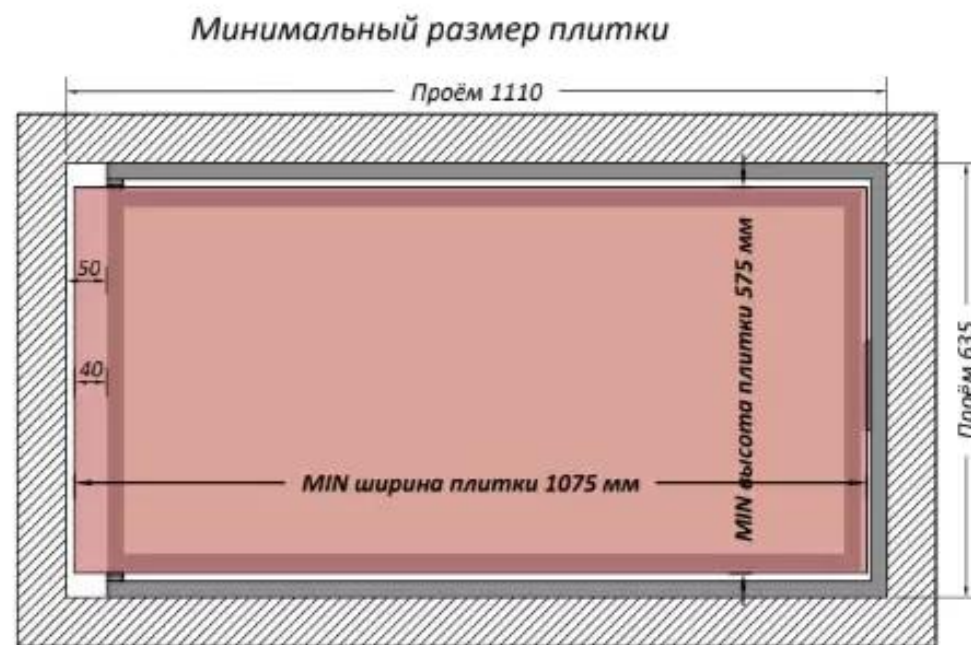 Минимальный размер плитки
Проём 1110
50
40
MIN ширина плитки 1075 мм
MIN высота плитки 575 мм
Проём 635